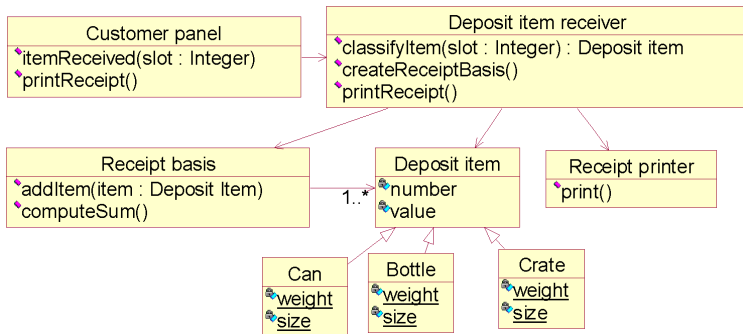 Customer panel
itemReceived(slot : Integer)
printReceipt()
Deposit item receiver
classifyItem(slot : Integer) : Deposit item
createReceiptBasis()
printReceipt()
Receipt basis
addItem(item : Deposit Item)
computeSum()
1..*
Deposit item
number
value
Receipt printer
print()
Can
weight
size
Bottle
weight
size
Crate
weight
size